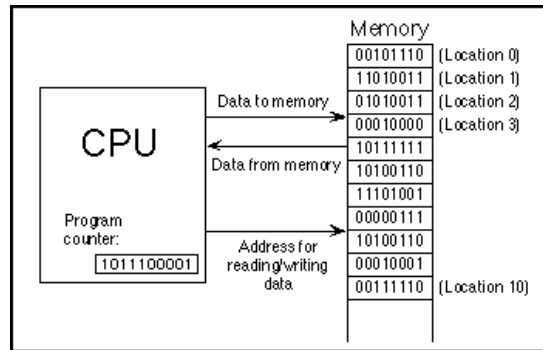 Memory
00101110 (Location 0)
11010011 (Location 1)
01010011 (Location 2)
00010000 (Location 3)
10111111
10100110
11101001
00000111
10100110
00010001
00111110 (Location 10)
Data to memory
Data from memory
Address for
reading/writing
data
CPU
Program
counter:
1011100001